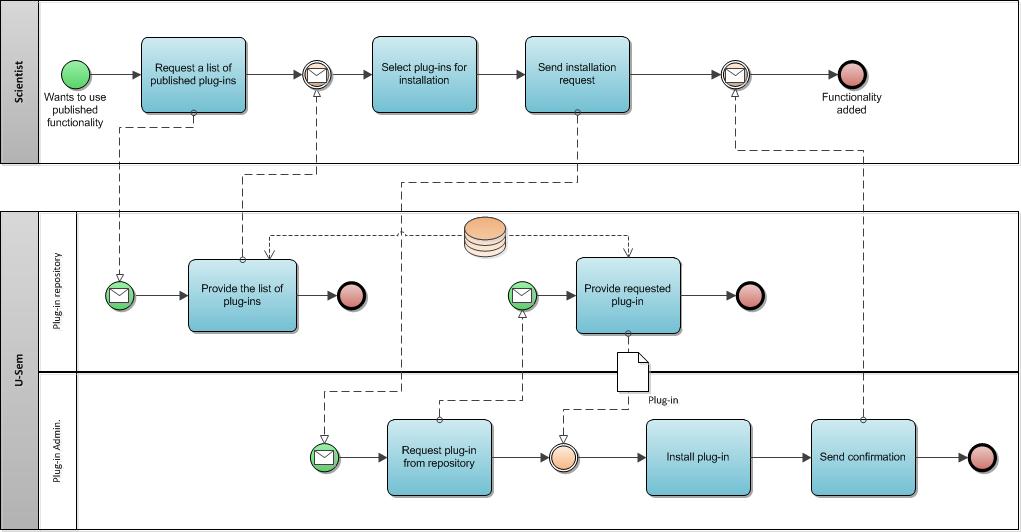 Scientist
Request a list of
published plug-ins
Select plug-ins for
installation
Send installation
request
Wants to use
published
functionality
Functionality
added
U-Sem
Plug-in repository
Provide the list of
plug-ins
Provide requested
plug-in
Plug-in
Plug-in Admin.
Request plug-in
from repository
Install plug-in
Send confirmation